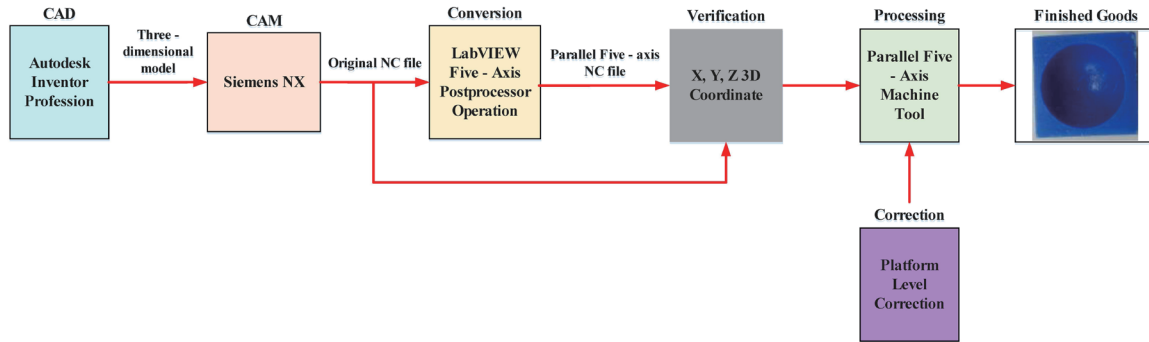 CAD
Autodesk
Inventor
Profession
Three -
dimensional
model
CAM
Siemens NX
Original NC file
Conversion
LabVIEW
Five - Axis
Postprocessor
Operation
Parallel Five - axis
NC file
Verification
X, Y, Z 3D
Coordinate
Processing
Parallel Five
- Axis
Machine
Tool
Finished Goods
Correction
Platform
Level
Correction